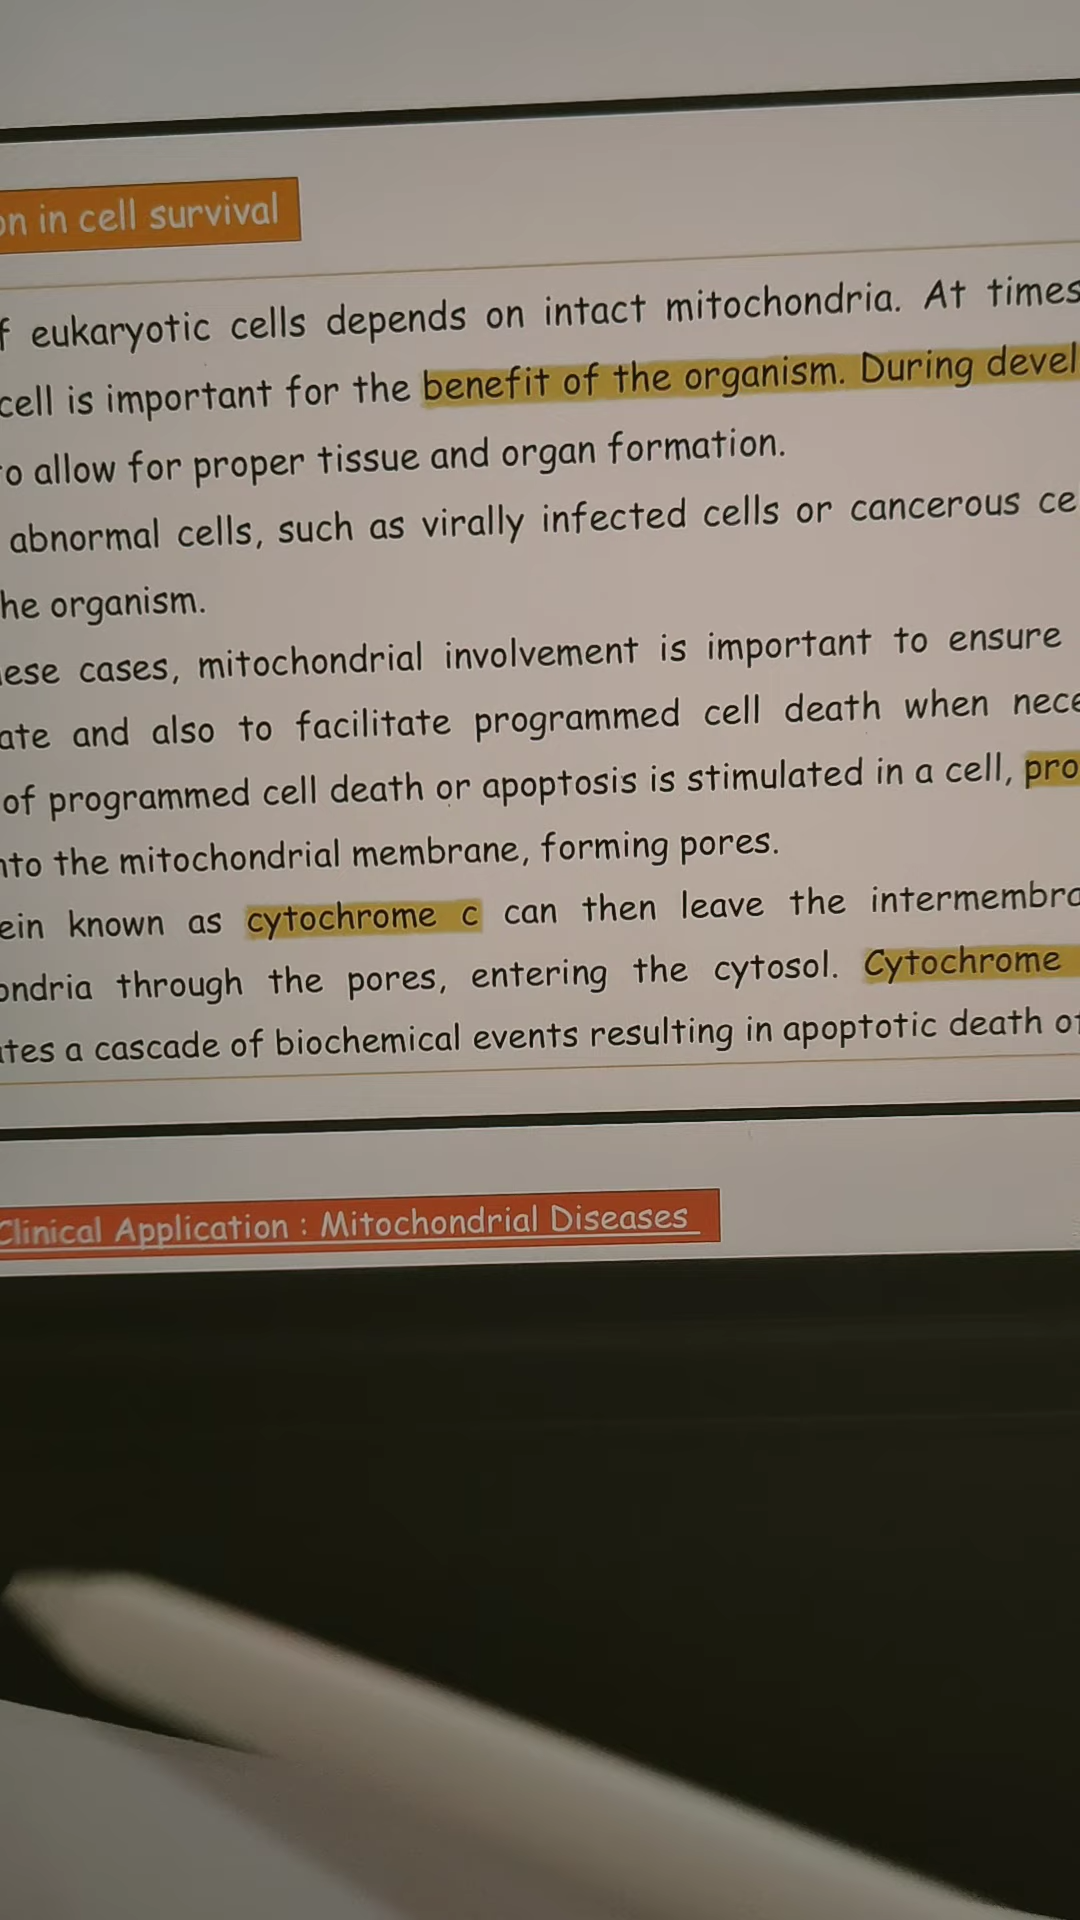 on in cell survival
f eukaryotic cells depends on intact mitochondria. At times
cell is important for the benefit of the organism. During devel
to allow for proper tissue and organ formation.
abnormal cells, such as virally infected cells or cancerous ce
he organism.
ese cases, mitochondrial involvement is important to ensure
ate and also to facilitate programmed cell death when nece
of programmed cell death or apoptosis is stimulated in a cell, pro
nto the mitochondrial membrane, forming pores.
ein known as cytochrome c can then leave the intermembra
ondria through the pores, entering the cytosol. Cytochrome
ates a cascade of biochemical events resulting in apoptotic death of
Clinical Application : Mitochondrial Diseases